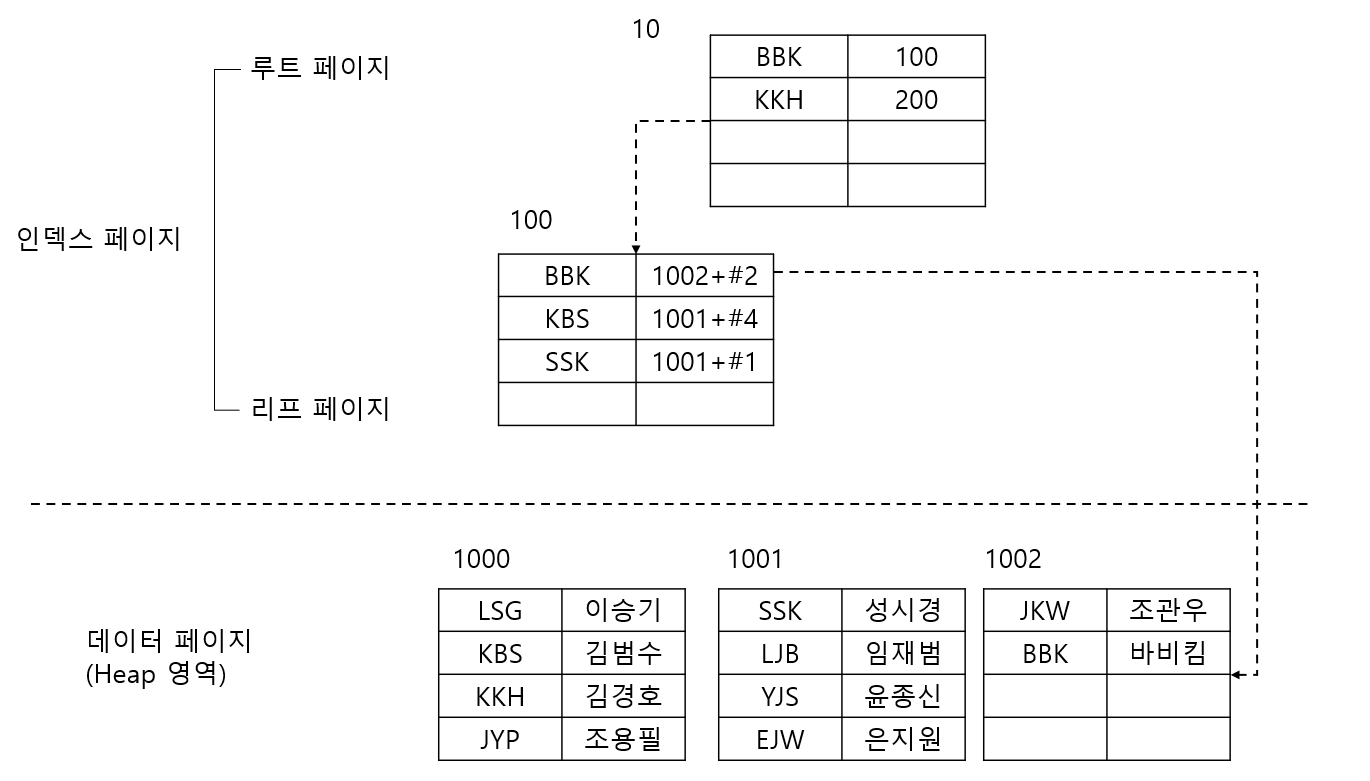 10
루트 페이지
BBK 100
KKH 200
인덱스 페이지
100
BBK 1002+#2
KBS 1001+#4
SSK 1001+#1
리프 페이지
데이터 페이지
(Heap 영역)
1000
LSG 이승기
KBS 김범수
KKH 김경호
JYP 조용필
1001
SSK 성시경
LJB 임재범
YJS 윤종신
EJW 은지원
1002
JKW 조관우
BBK 바비킴